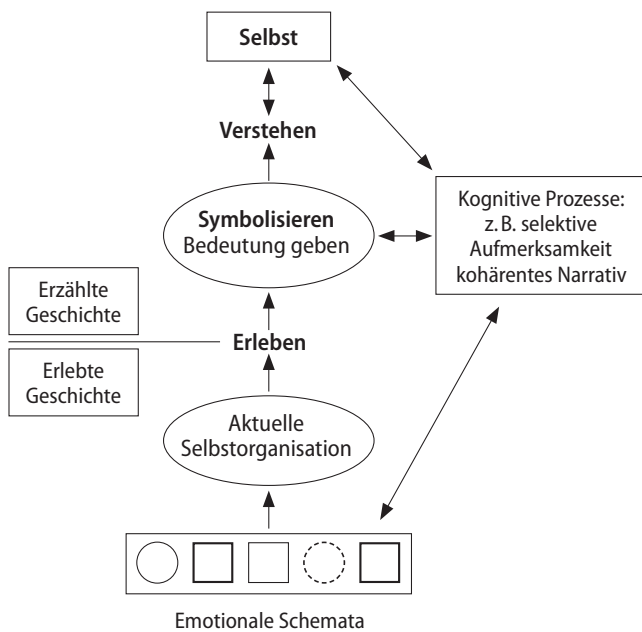 Selbst
Verstehen
Symbolisieren
Bedeutung geben
Kognitive Prozesse:
z. B. selektive
Aufmerksamkeit
kohärentes Narrativ
Erzählte
Geschichte
Erleben
Erlebte
Geschichte
Aktuelle
Selbstorganisation
Emotionale Schemata